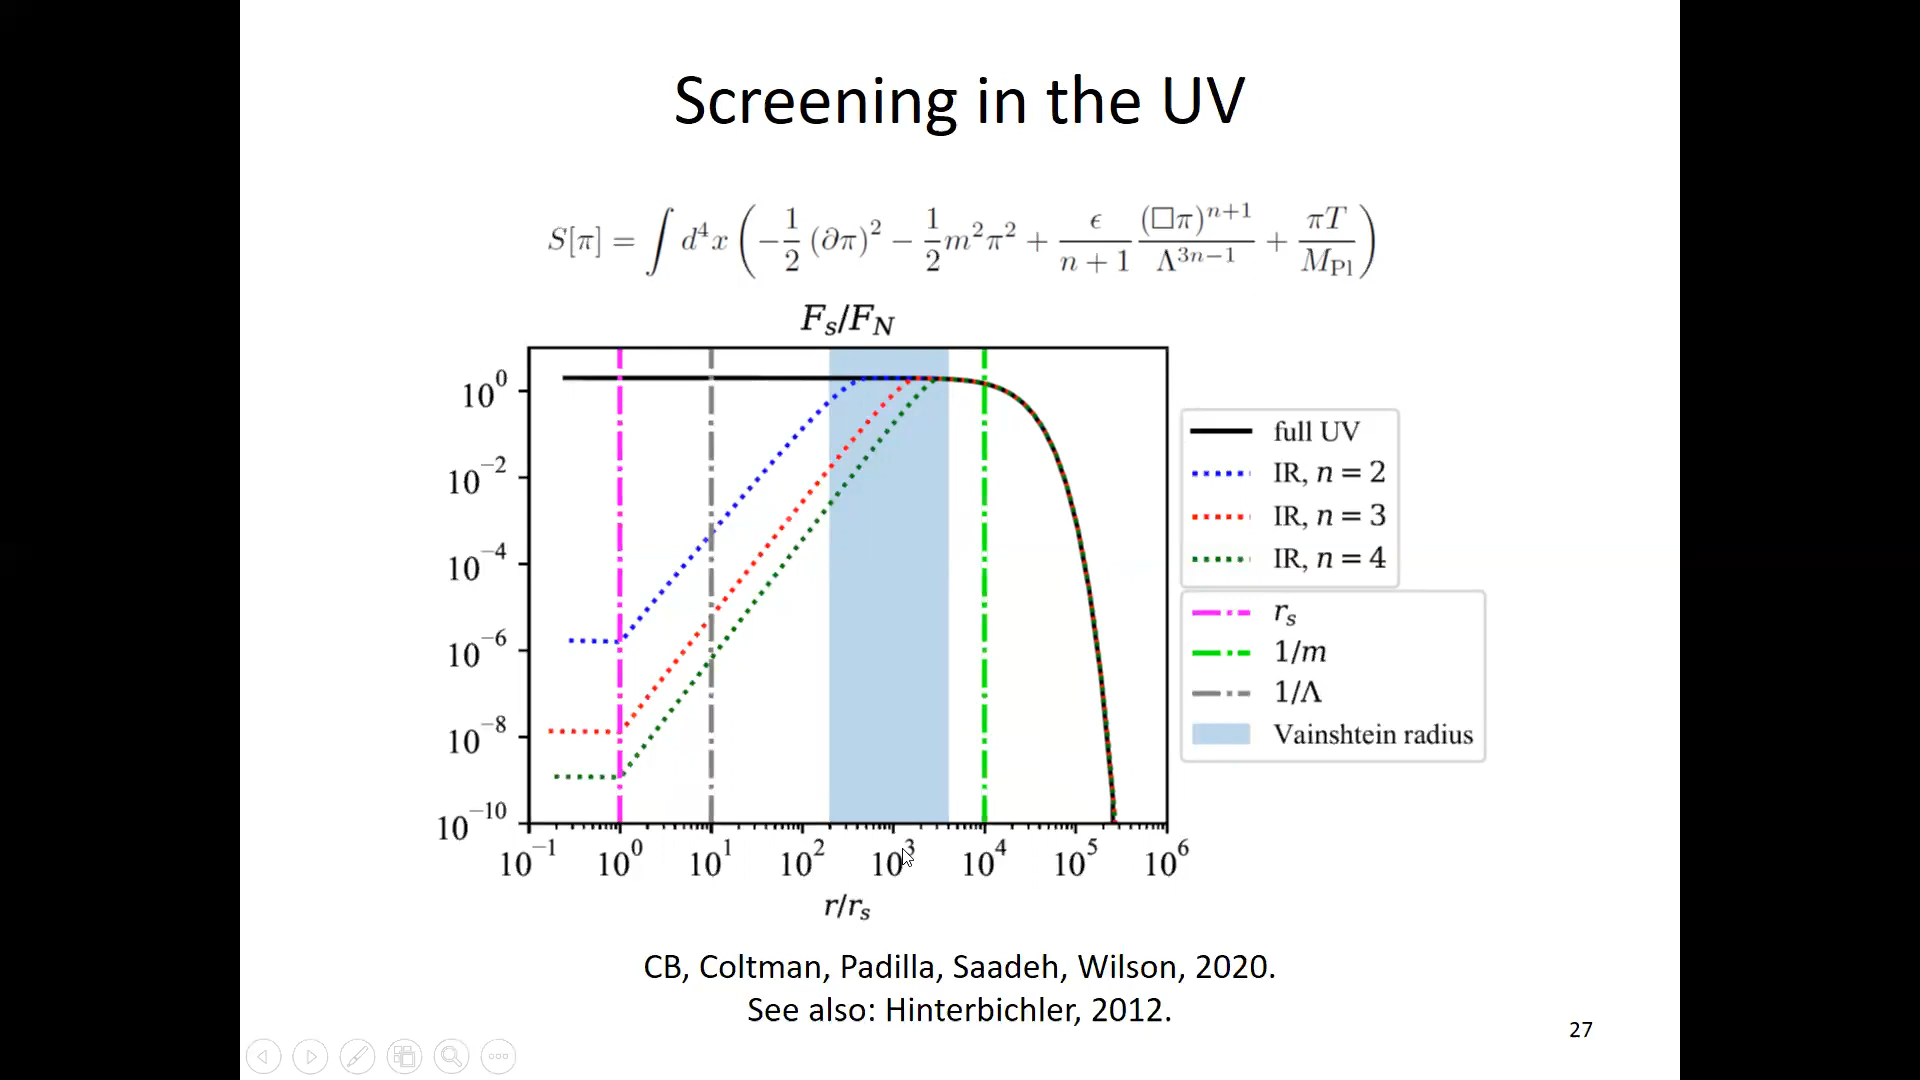 Screening in the UV
S[π] = ∫ d⁴x ( −1/2 (∂π)² − 1/2 m²π² + ϵ/(n + 1) (□π)ⁿ⁺¹/Λ³ⁿ⁻¹ + πT/M_Pl )
F_s/F_N
10⁰
10⁻²
10⁻⁴
10⁻⁶
10⁻⁸
10⁻¹⁰
10⁻¹ 10⁰ 10¹ 10² 10³ 10⁴ 10⁵ 10⁶
r/r_s
full UV
IR, n = 2
IR, n = 3
IR, n = 4
r_s
1/m
1/Λ
Vainshtein radius
CB, Coltman, Padilla, Saadeh, Wilson, 2020.
See also: Hinterbichler, 2012.
27